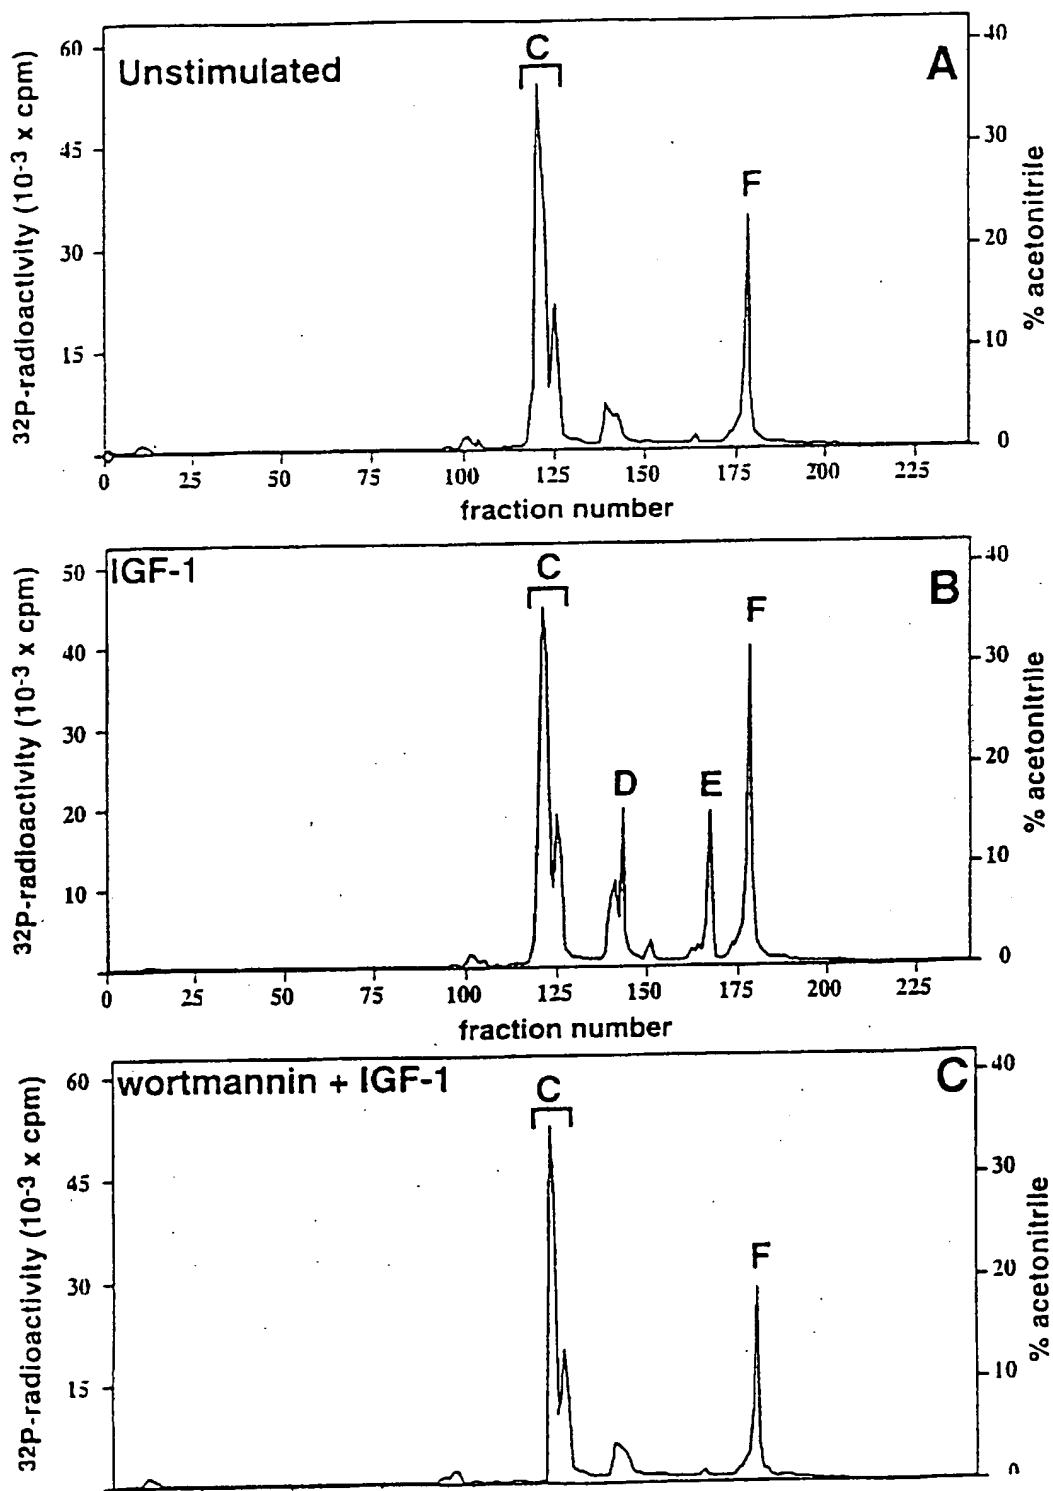 Unstimulated
A
C
F
60
45
30
15
40
30
20
10
0
0 25 50 75 100 125 150 175 200 225
32P-radioactivity (10-3 x cpm)
% acetonitrile
fraction number
IGF-1
B
C
D
E
F
50
40
30
20
10
40
30
20
10
0
0 25 50 75 100 125 150 175 200 225
32P-radioactivity (10-3 x cpm)
% acetonitrile
fraction number
wortmannin + IGF-1
C
C
F
60
45
30
15
40
30
20
10
0
32P-radioactivity (10-3 x cpm)
% acetonitrile